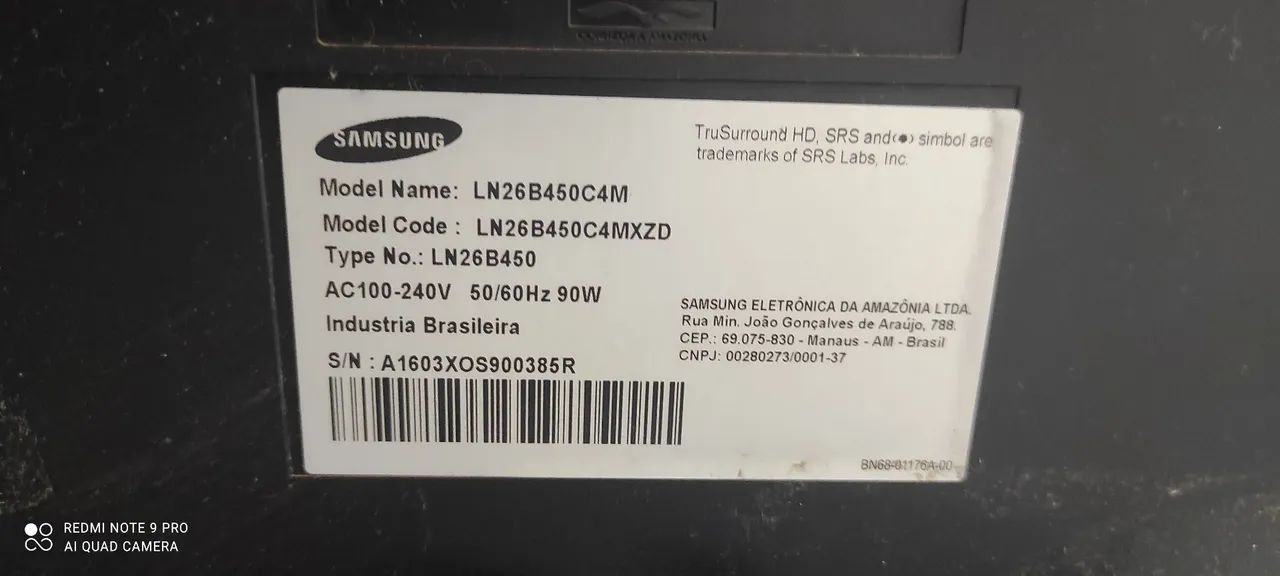 CONHEÇA A AMAZÔNIA
SAMSUNG
TruSurround HD, SRS and (●) simbol are
trademarks of SRS Labs, Inc.
Model Name: LN26B450C4M
Model Code : LN26B450C4MXZD
Type No.: LN26B450
AC100-240V 50/60Hz 90W
Industria Brasileira
S/N : A1603XOS900385R
SAMSUNG ELETRÔNICA DA AMAZÔNIA LTDA.
Rua Min. João Gonçalves de Araújo, 788.
CEP.: 69.075-830 - Manaus - AM - Brasil
CNPJ: 00280273/0001-37
BN68-01176A-00
REDMI NOTE 9 PRO
AI QUAD CAMERA